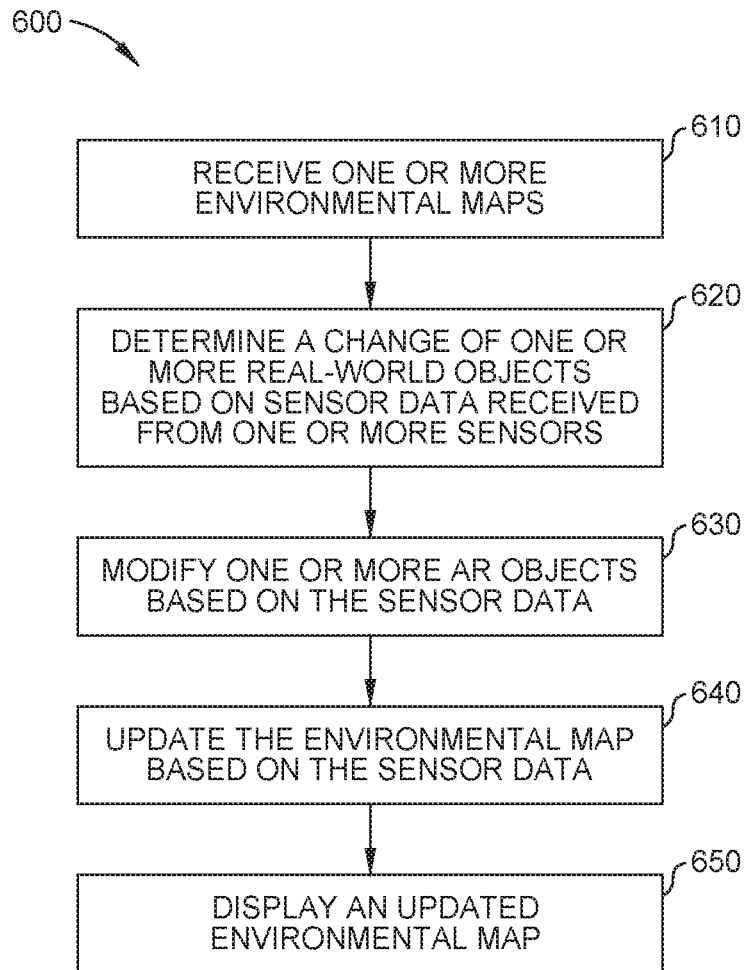 600
610
RECEIVE ONE OR MORE
ENVIRONMENTAL MAPS
620
DETERMINE A CHANGE OF ONE OR
MORE REAL-WORLD OBJECTS
BASED ON SENSOR DATA RECEIVED
FROM ONE OR MORE SENSORS
630
MODIFY ONE OR MORE AR OBJECTS
BASED ON THE SENSOR DATA
640
UPDATE THE ENVIRONMENTAL MAP
BASED ON THE SENSOR DATA
650
DISPLAY AN UPDATED
ENVIRONMENTAL MAP